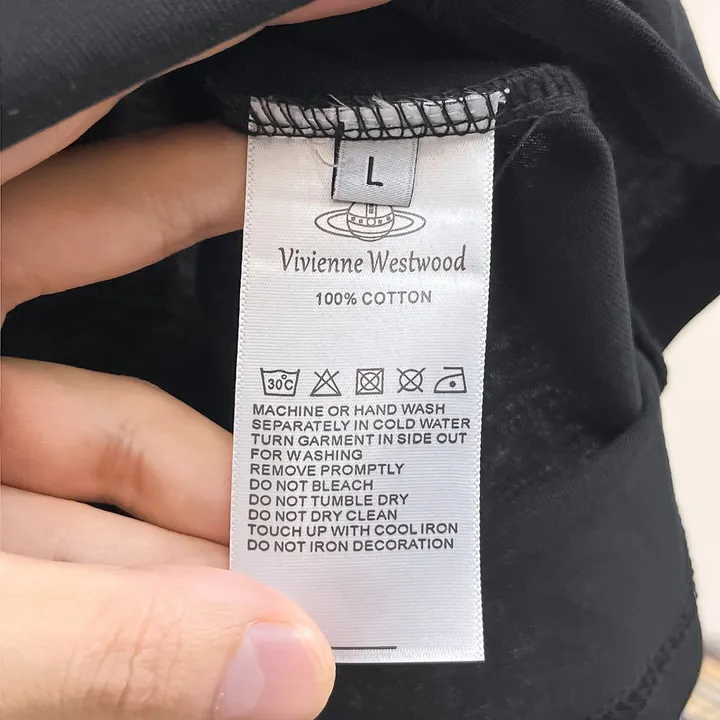 L
Vivienne Westwood
100% COTTON
30°C
MACHINE OR HAND WASH
SEPARATELY IN COLD WATER
TURN GARMENT IN SIDE OUT
FOR WASHING
REMOVE PROMPTLY
DO NOT BLEACH
DO NOT TUMBLE DRY
DO NOT DRY CLEAN
TOUCH UP WITH COOL IRON
DO NOT IRON DECORATION